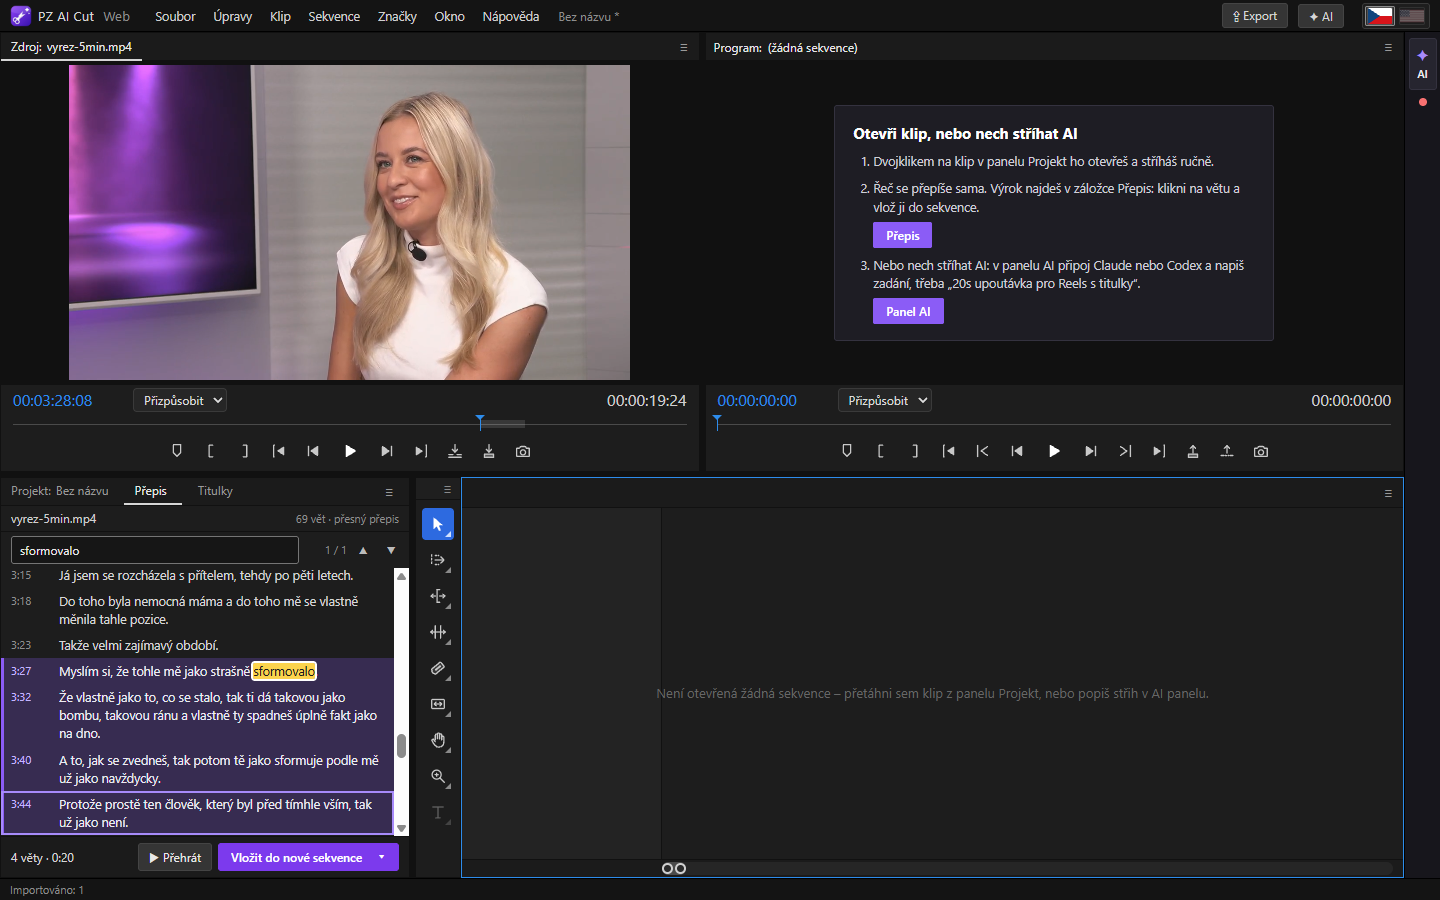 PZ AI Cut Web Soubor Úpravy Klip Sekvence Značky Okno Nápověda Bez názvu * Export AI
Zdroj: vyrez-5min.mp4
Program: (žádná sekvence)
AI
Otevři klip, nebo nech stříhat AI
1. Dvojklikem na klip v panelu Projekt ho otevřeš a stříháš ručně.
2. Řeč se přepíše sama. Výrok najdeš v záložce Přepis: klikni na větu a
vlož ji do sekvence.
Přepis
3. Nebo nech stříhat AI: v panelu AI připoj Claude nebo Codex a napiš
zadání, třeba „20s upoutávka pro Reels s titulky“.
Panel AI
00:03:28:08 Přizpůsobit 00:00:19:24
00:00:00:00 Přizpůsobit 00:00:00:00
Projekt: Bez názvu Přepis Titulky
vyrez-5min.mp4 69 vět · přesný přepis
sformovalo 1 / 1
3:15 Já jsem se rozcházela s přítelem, tehdy po pěti letech.
3:18 Do toho byla nemocná máma a do toho mě se vlastně
měnila tahle pozice.
3:23 Takže velmi zajímavý období.
3:27 Myslím si, že tohle mě jako strašně sformovalo
3:32 Že vlastně jako to, co se stalo, tak ti dá takovou jako
bombu, takovou ránu a vlastně ty spadneš úplně fakt jako
na dno.
3:40 A to, jak se zvedneš, tak potom tě jako sformuje podle mě
už jako navždycky.
3:44 Protože prostě ten člověk, který byl před tímhle vším, tak
už jako není.
4 věty · 0:20 Přehrát Vložit do nové sekvence
T
Není otevřená žádná sekvence – přetáhni sem klip z panelu Projekt, nebo popiš střih v AI panelu.
Importováno: 1